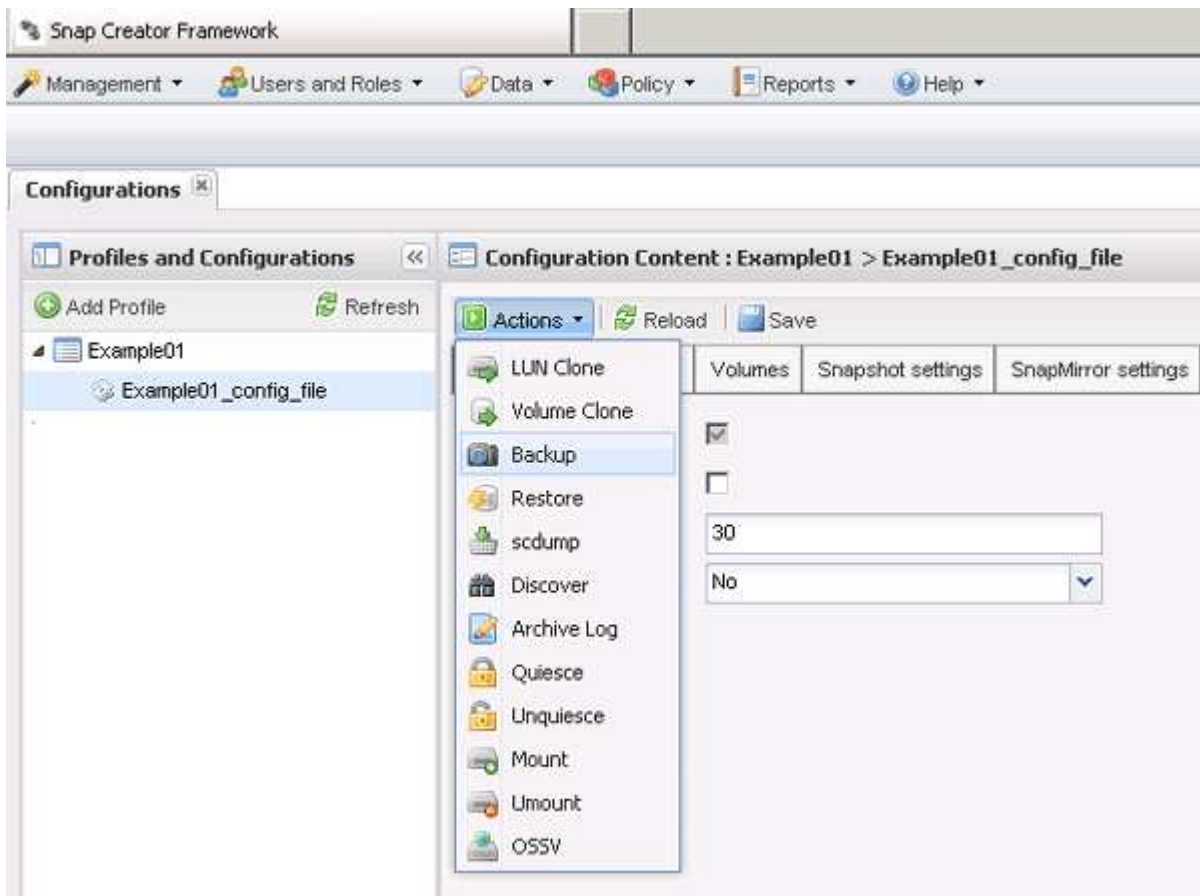 Snap Creator Framework
Management Users and Roles Data Policy Reports Help
Configurations
Profiles and Configurations
Configuration Content : Example01 > Example01_config_file
Add Profile Refresh
Actions Reload Save
Example01
Example01_config_file
Volumes Snapshot settings SnapMirror settings
LUN Clone
Volume Clone
Backup
Restore
scdump
Discover
Archive Log
Quiesce
Unquiesce
Mount
Umount
OSSV
30
No